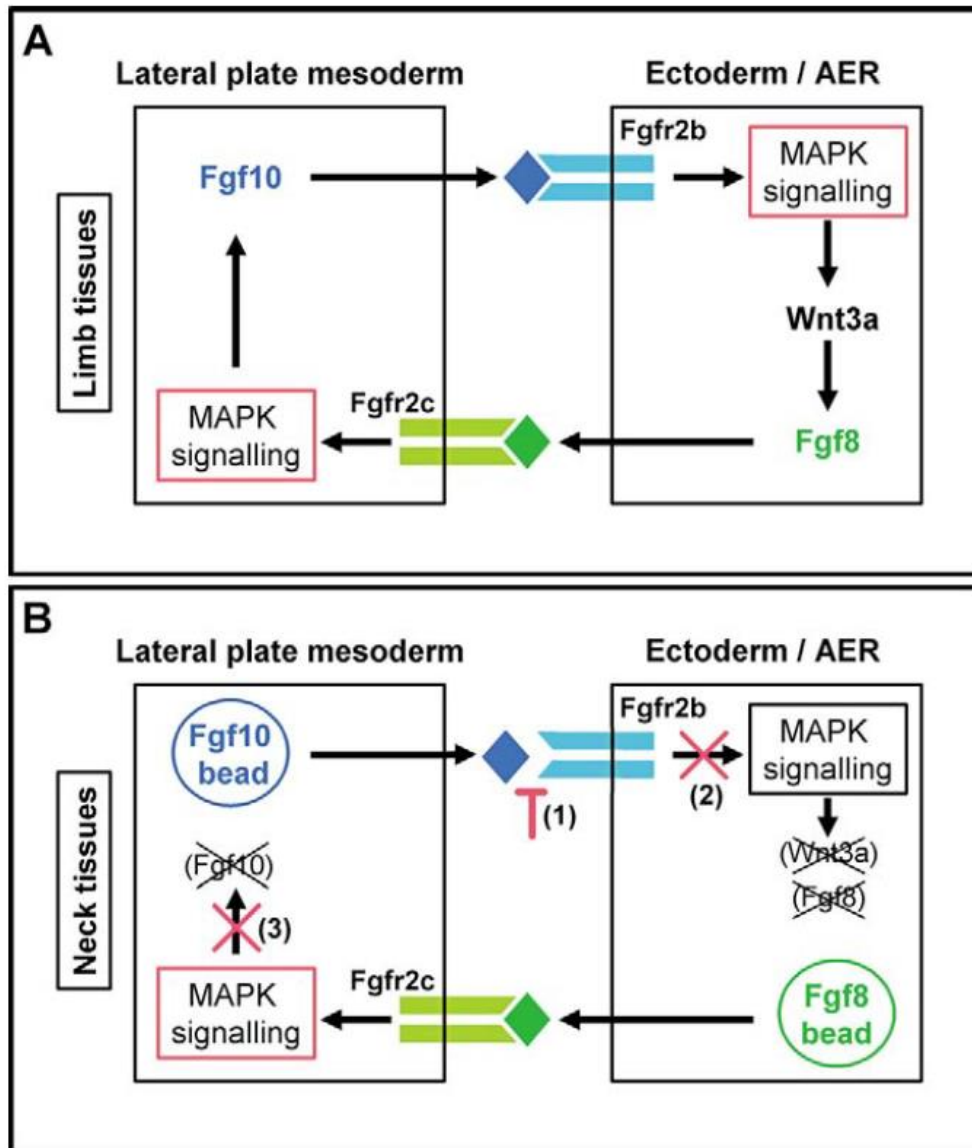 A
Lateral plate mesoderm
Ectoderm / AER
Limb tissues
Fgf10
Fgfr2b
MAPK
signalling
Wnt3a
Fgf8
Fgfr2c
MAPK
signalling
B
Lateral plate mesoderm
Ectoderm / AER
Neck tissues
Fgf10
bead
Fgfr2b
(1)
(2)
MAPK
signalling
(Wnt3a)
(Fgf8)
(Fgf10)
(3)
MAPK
signalling
Fgfr2c
Fgf8
bead